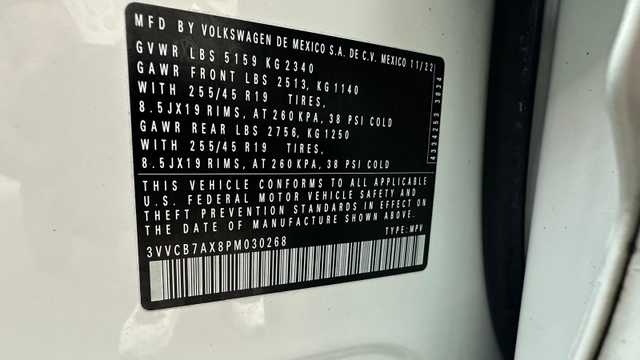 MFD BY VOLKSWAGEN DE MEXICO S.A. DE C.V. MEXICO 11/22
GVWR LBS 5159 KG 2340
GAWR FRONT LBS 2513, KG 1140
WITH 255/45 R19 TIRES,
8.5JX19 RIMS, AT 260 KPA, 38 PSI COLD
GAWR REAR LBS 2756, KG 1250
WITH 255/45 R19 TIRES,
8.5JX19 RIMS, AT 260 KPA, 38 PSI COLD
THIS VEHICLE CONFORMS TO ALL APPLICABLE
U.S. FEDERAL MOTOR VEHICLE SAFETY AND
THEFT PREVENTION STANDARDS IN EFFECT ON
THE DATE OF MANUFACTURE SHOWN ABOVE.
3VVCB7AX8PM030268 TYPE: MPV
4334253 3034